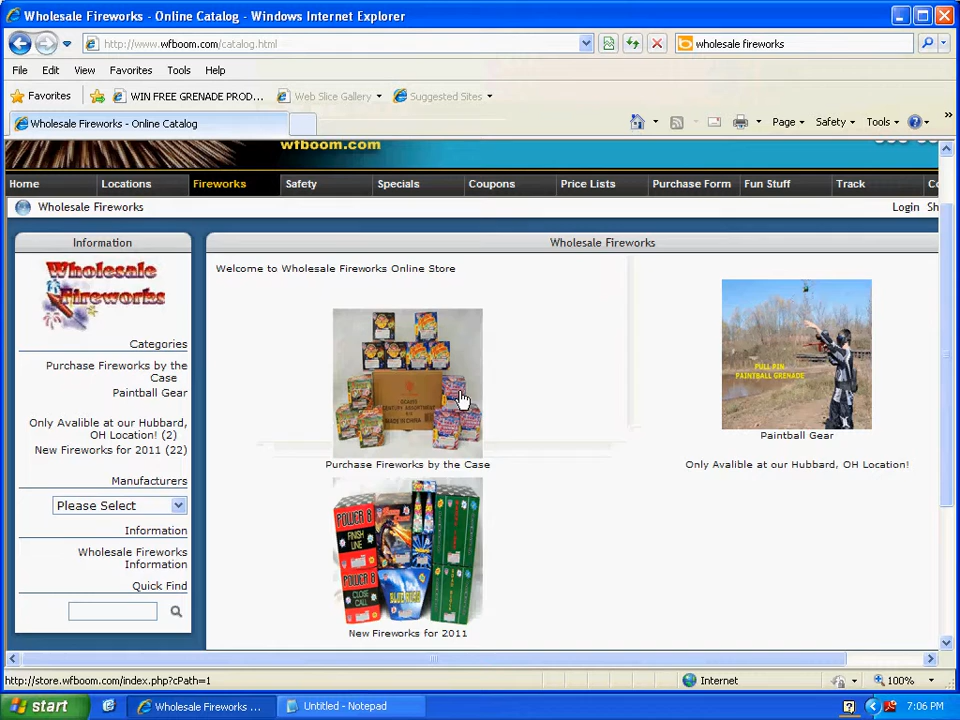 Wholesale Fireworks - Online Catalog - Windows Internet Explorer
http://www.wfboom.com/catalog.html
wholesale fireworks
File Edit View Favorites Tools Help
Favorites WIN FREE GRENADE PROD... Web Slice Gallery Suggested Sites
Wholesale Fireworks - Online Catalog
Page Safety Tools
wfboom.com
Home Locations Fireworks Safety Specials Coupons Price Lists Purchase Form Fun Stuff Track
Wholesale Fireworks
Login
Information
Wholesale Fireworks
Welcome to Wholesale Fireworks Online Store
Wholesale
Fireworks
Categories
Purchase Fireworks by the
Case
Paintball Gear
Only Avalible at our Hubbard,
OH Location! (2)
New Fireworks for 2011 (22)
Manufacturers
Please Select
Information
Wholesale Fireworks
Information
Quick Find
MADE IN CHINA
Purchase Fireworks by the Case
PULL PIN
PAINTBALL GRENADE
Paintball Gear
Only Avalible at our Hubbard, OH Location!
POWER 8
FINISH
LINE
POWER 8
CLOSE
CALL
New Fireworks for 2011
http://store.wfboom.com/index.php?cPath=1
Internet
100%
start
Wholesale Fireworks ...
Untitled - Notepad
7:06 PM